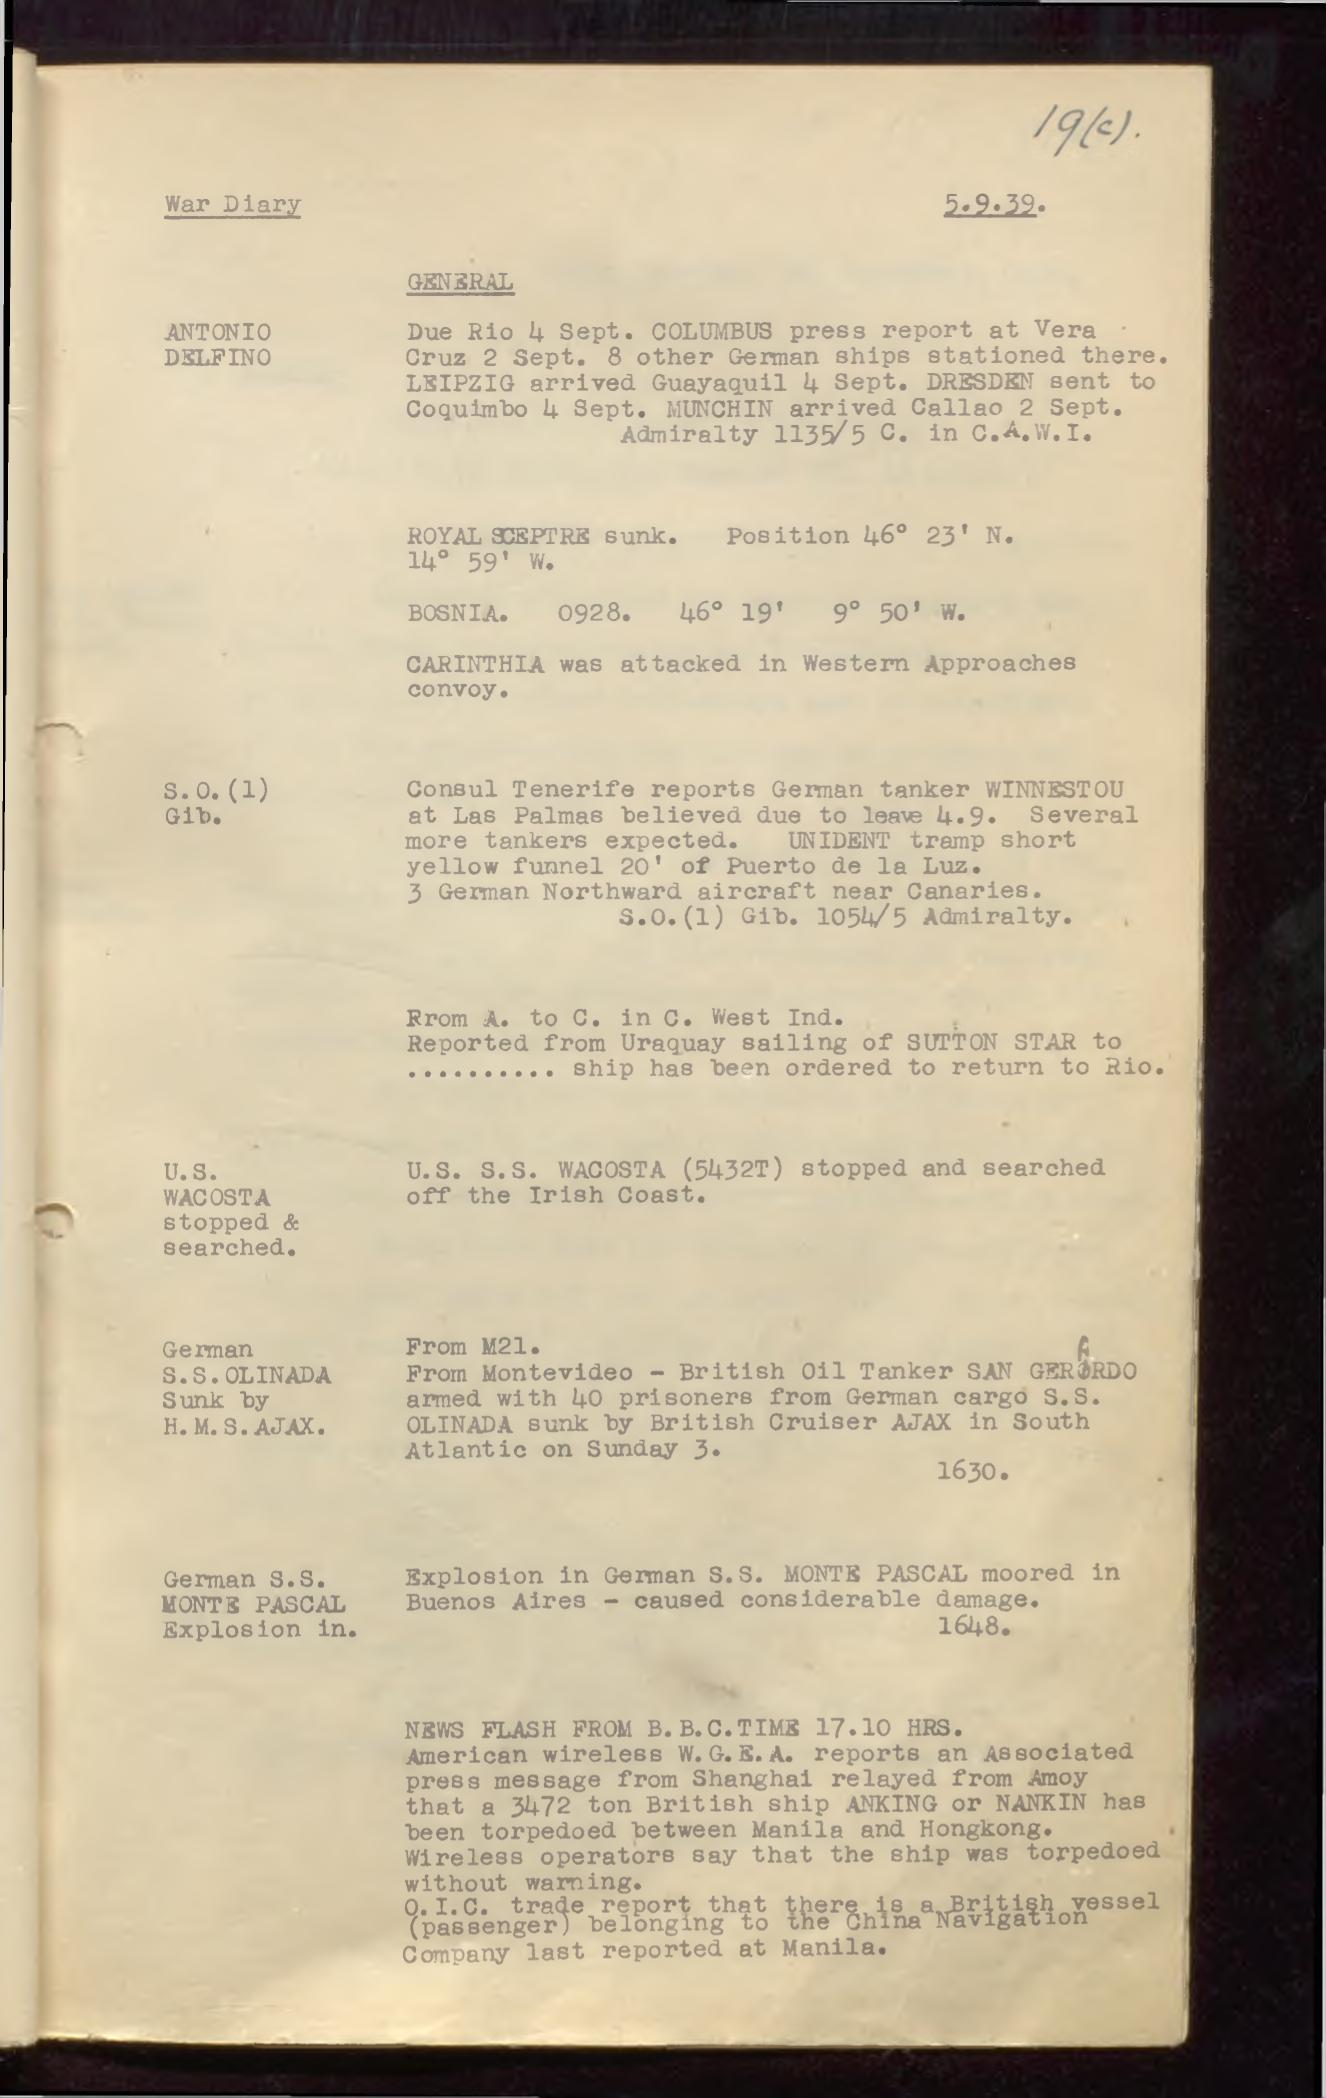 19(c).
War Diary 5.9.39.
GENERAL
ANTONIO
DELFINO
Due Rio 4 Sept. COLUMBUS press report at Vera
Cruz 2 Sept. 8 other German ships stationed there.
LEIPZIG arrived Guayaquil 4 Sept. DRESDEN sent to
Coquimbo 4 Sept. MUNCHIN arrived Callao 2 Sept.
Admiralty 1135/5 C. in C.A.W.I.
ROYAL SCEPTRE sunk. Position 46° 23' N.
14° 59' W.
BOSNIA. 0928. 46° 19' 9° 50' W.
CARINTHIA was attacked in Western Approaches
convoy.
S.O.(1)
Gib.
Consul Tenerife reports German tanker WINNESTOU
at Las Palmas believed due to leave 4.9. Several
more tankers expected. UNIDENT tramp short
yellow funnel 20' of Puerto de la Luz.
3 German Northward aircraft near Canaries.
S.O.(1) Gib. 1054/5 Admiralty.
Rrom A. to C. in C. West Ind.
Reported from Uraquay sailing of SUTTON STAR to
.......... ship has been ordered to return to Rio.
U.S.
WACOSTA
stopped &
searched.
U.S. S.S. WACOSTA (5432T) stopped and searched
off the Irish Coast.
German
S.S.OLINADA
Sunk by
H.M.S.AJAX.
From M21.
From Montevideo - British Oil Tanker SAN GERARDO
armed with 40 prisoners from German cargo S.S.
OLINADA sunk by British Cruiser AJAX in South
Atlantic on Sunday 3.
1630.
German S.S.
MONTE PASCAL
Explosion in.
Explosion in German S.S. MONTE PASCAL moored in
Buenos Aires - caused considerable damage.
1648.
NEWS FLASH FROM B.B.C.TIME 17.10 HRS.
American wireless W.G.E.A. reports an Associated
press message from Shanghai relayed from Amoy
that a 3472 ton British ship ANKING or NANKIN has
been torpedoed between Manila and Hongkong.
Wireless operators say that the ship was torpedoed
without warning.
O.I.C. trade report that there is a British vessel
(passenger) belonging to the China Navigation
Company last reported at Manila.